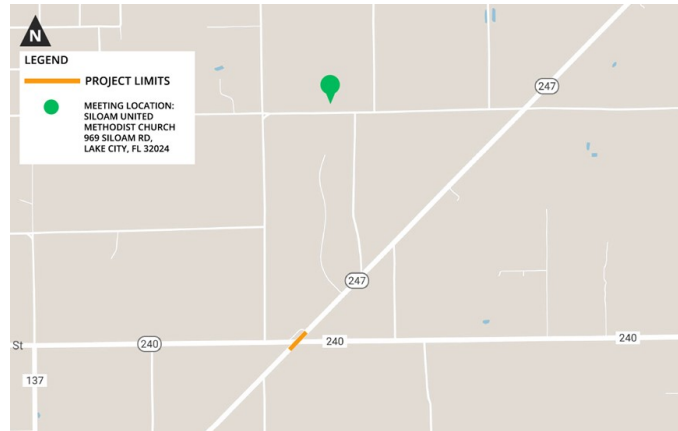 N
LEGEND
PROJECT LIMITS
MEETING LOCATION:
SILOAM UNITED
METHODIST CHURCH
969 SILOAM RD,
LAKE CITY, FL 32024
247
247
St
240
240
240
137